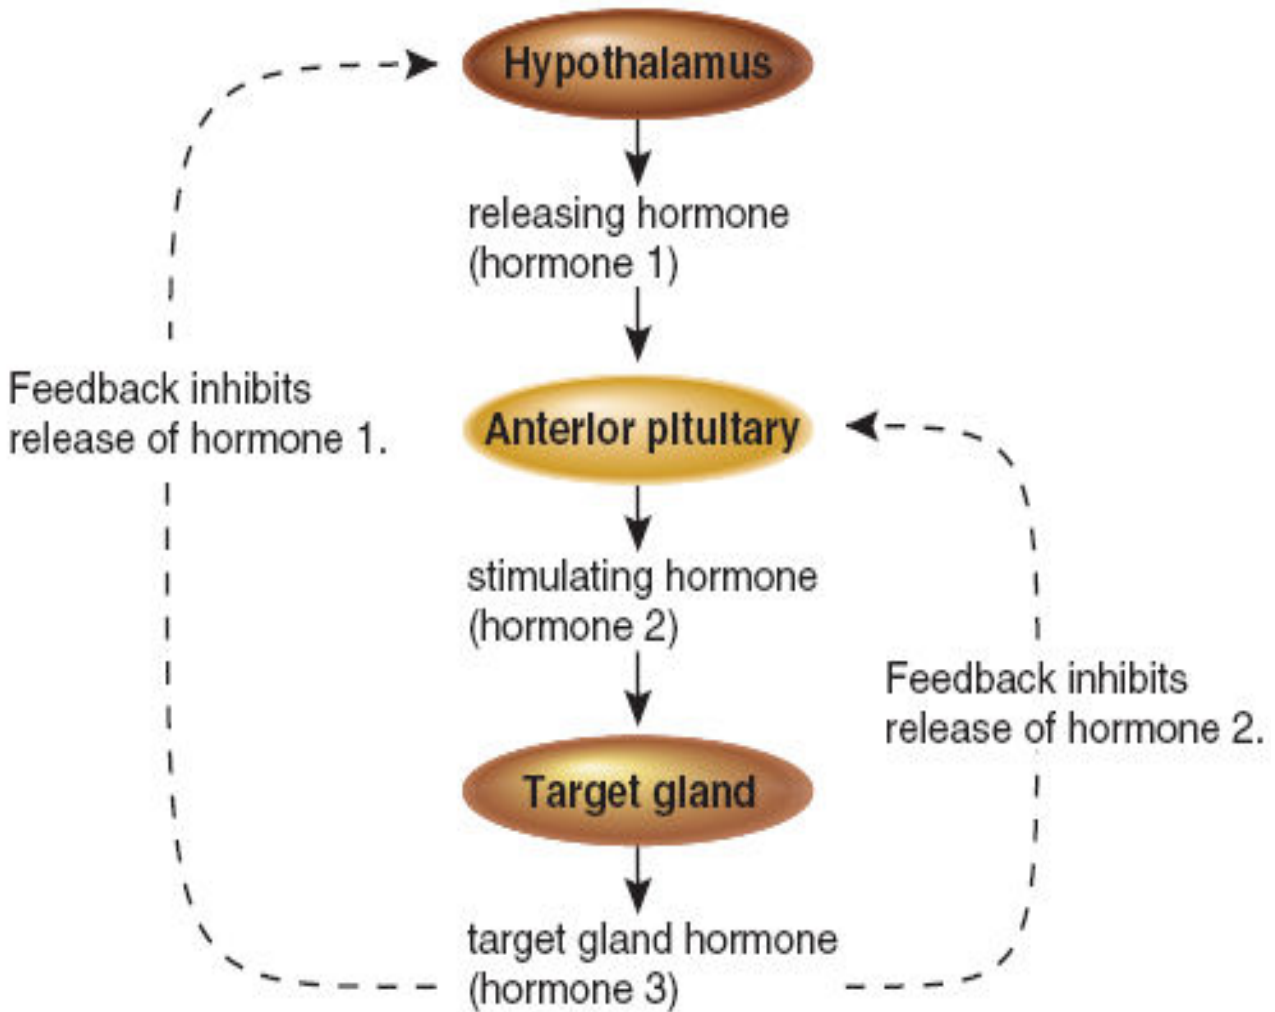 Hypothalamus
releasing hormone
(hormone 1)
Feedback inhibits
release of hormone 1.
Anterior pituitary
stimulating hormone
(hormone 2)
Feedback inhibits
release of hormone 2.
Target gland
target gland hormone
(hormone 3)